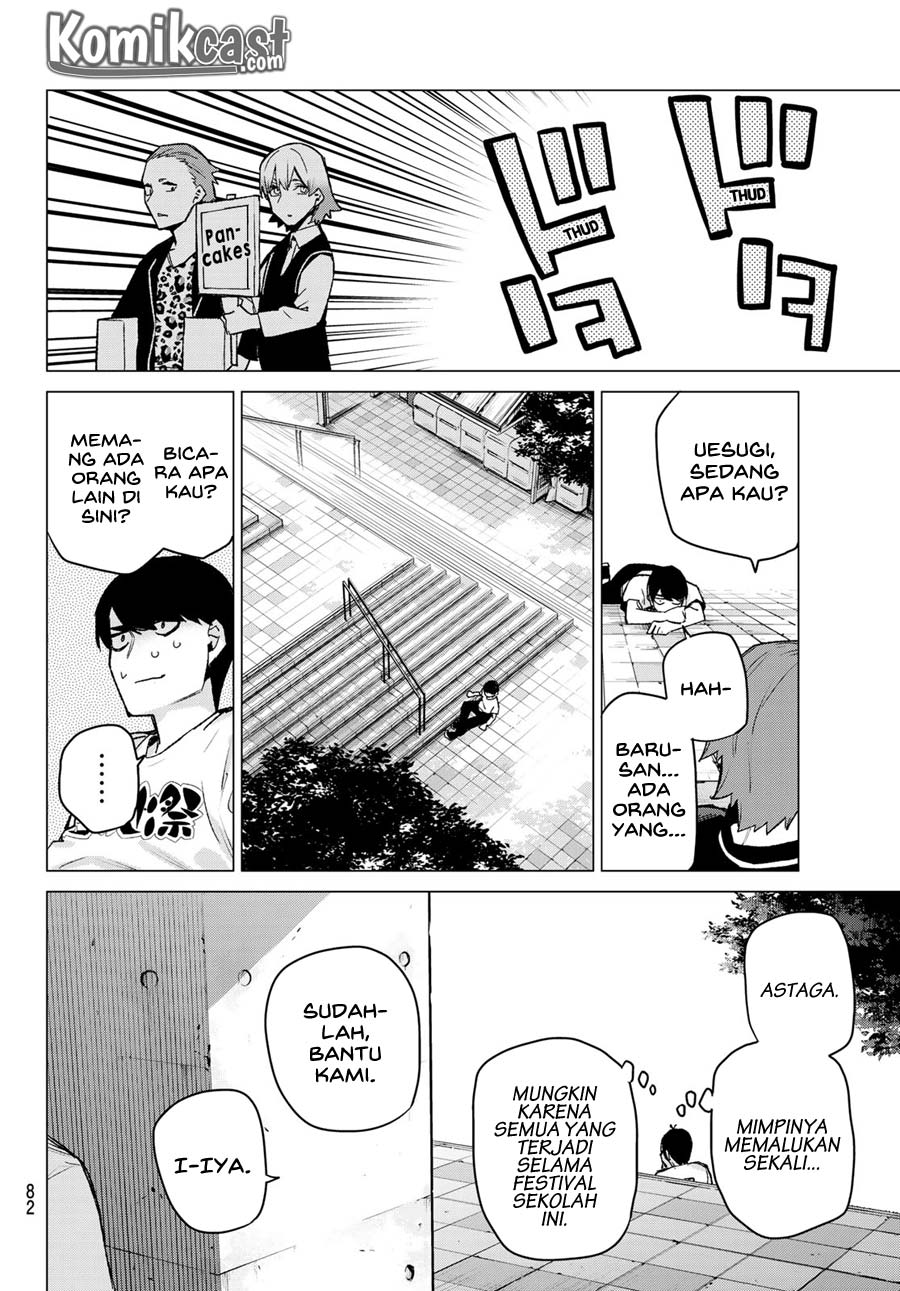 Komikcast
.com
ド
THUD
ド
THUD
Pan-
cakes
UESUGI,
SEDANG
APA KAU?
HAH-
BARU-
SAN...
ADA
ORANG
YANG...
BICA-
RA APA
KAU?
MEMA-
NG ADA
ORANG
LAIN DI
SINI?
......
祭
ASTAGA.
MIMPINYA
MEMALUKAN
SEKALI...
MUNGKIN
KARENA
SEMUA YANG
TERJADI
SELAMA
FESTIVAL
SEKOLAH
INI.
SUDAH-
LAH,
BANTU
KAMI.
I-IYA.
82